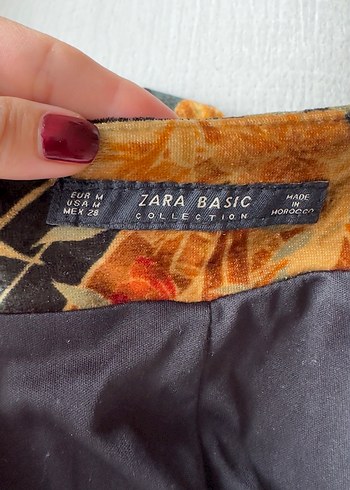 EUR M
USA M
MEX 28
ZARA BASIC
COLLECTION
MADE
IN
MOROCCO